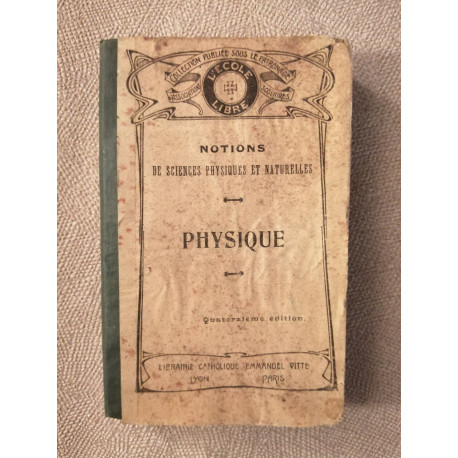 COLLECTION PUBLIÉE SOUS LE PATRONAGE
ASSOCIATION
L'ÉCOLE
LIBRE
NOTIONS
DE SCIENCES PHYSIQUES ET NATURELLES
PHYSIQUE
Quatorzième édition.
LIBRAIRIE CATHOLIQUE EMMANUEL VITTE
LYON PARIS